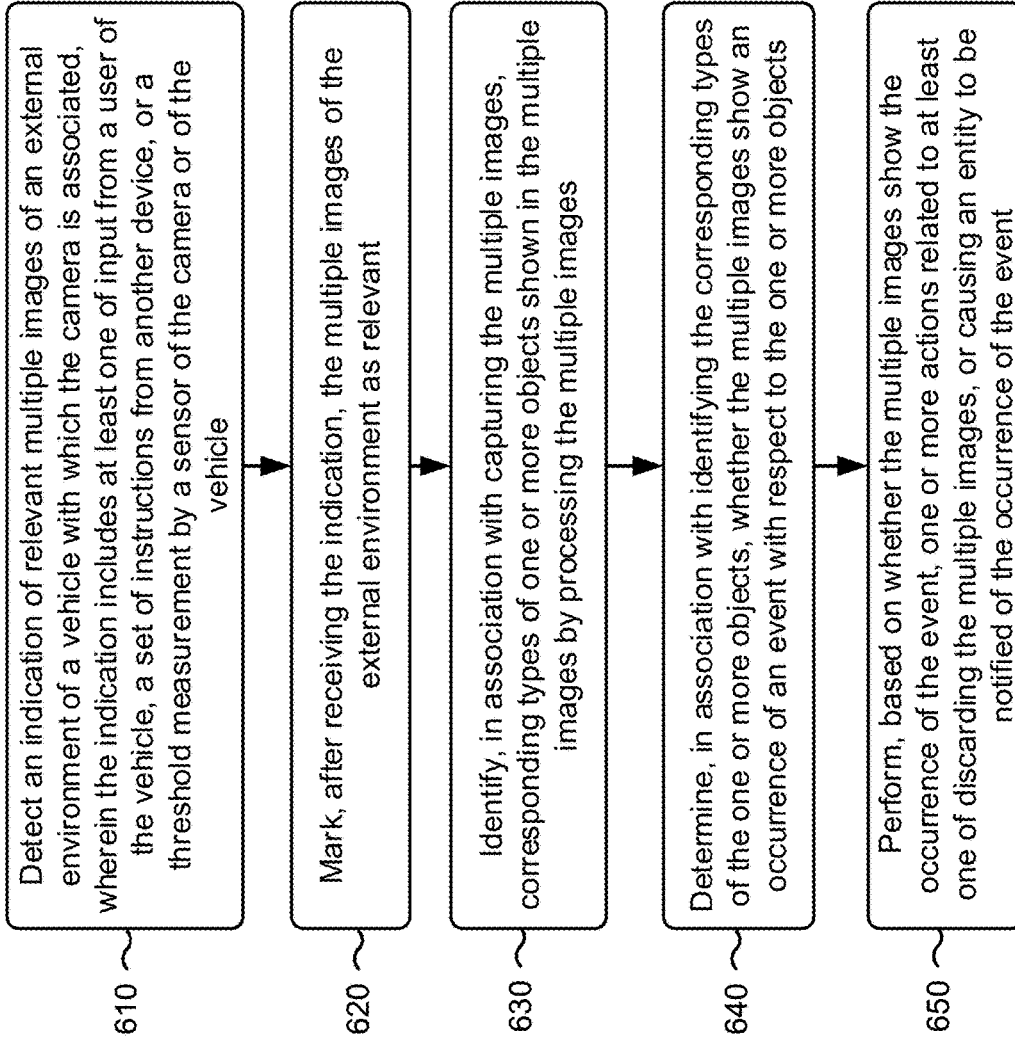 610
Detect an indication of relevant multiple images of an external
environment of a vehicle with which the camera is associated,
wherein the indication includes at least one of input from a user of
the vehicle, a set of instructions from another device, or a
threshold measurement by a sensor of the camera or of the
vehicle
620
Mark, after receiving the indication, the multiple images of the
external environment as relevant
630
Identify, in association with capturing the multiple images,
corresponding types of one or more objects shown in the multiple
images by processing the multiple images
640
Determine, in association with identifying the corresponding types
of the one or more objects, whether the multiple images show an
occurrence of an event with respect to the one or more objects
650
Perform, based on whether the multiple images show the
occurrence of the event, one or more actions related to at least
one of discarding the multiple images, or causing an entity to be
notified of the occurrence of the event